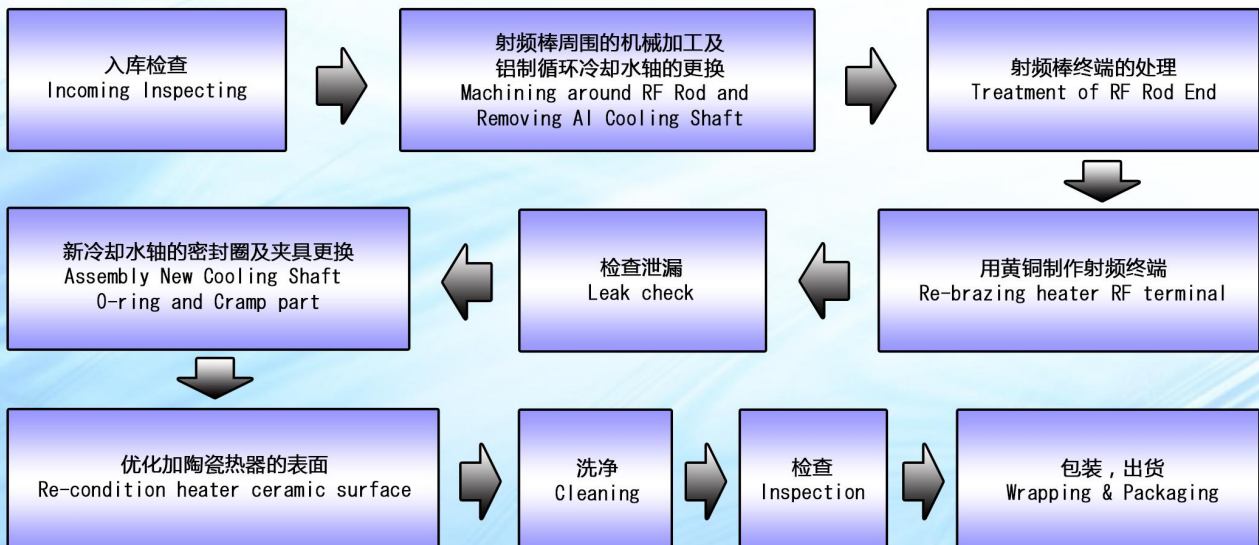 入库检查
Incoming Inspecting
射频棒周围的机械加工及
铝制循环冷却水轴的更换
Machining around RF Rod and
Removing Al Cooling Shaft
射频棒终端的处理
Treatment of RF Rod End
用黄铜制作射频终端
Re-brazing heater RF terminal
检查泄漏
Leak check
新冷却水轴的密封圈及夹具更换
Assembly New Cooling Shaft
O-ring and Cramp part
优化加陶瓷热器的表面
Re-condition heater ceramic surface
洗净
Cleaning
检查
Inspection
包装，出货
Wrapping & Packaging